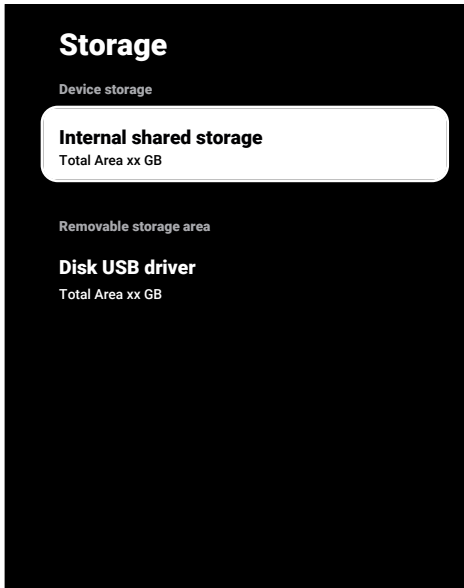 Storage
Device storage
Internal shared storage
Total Area xx GB
Removable storage area
Disk USB driver
Total Area xx GB